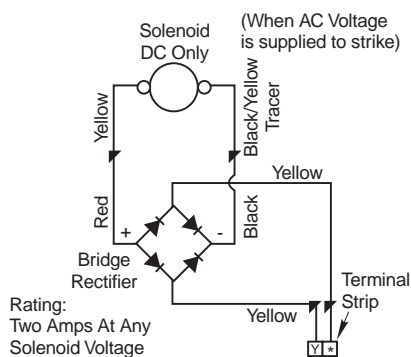 Solenoid
DC Only
(When AC Voltage
is supplied to strike)
Yellow
Black/Yellow
Tracer
Yellow
Red
+
-
Black
Bridge
Rectifier
Terminal
Strip
Yellow
Rating:
Two Amps At Any
Solenoid Voltage
Y *